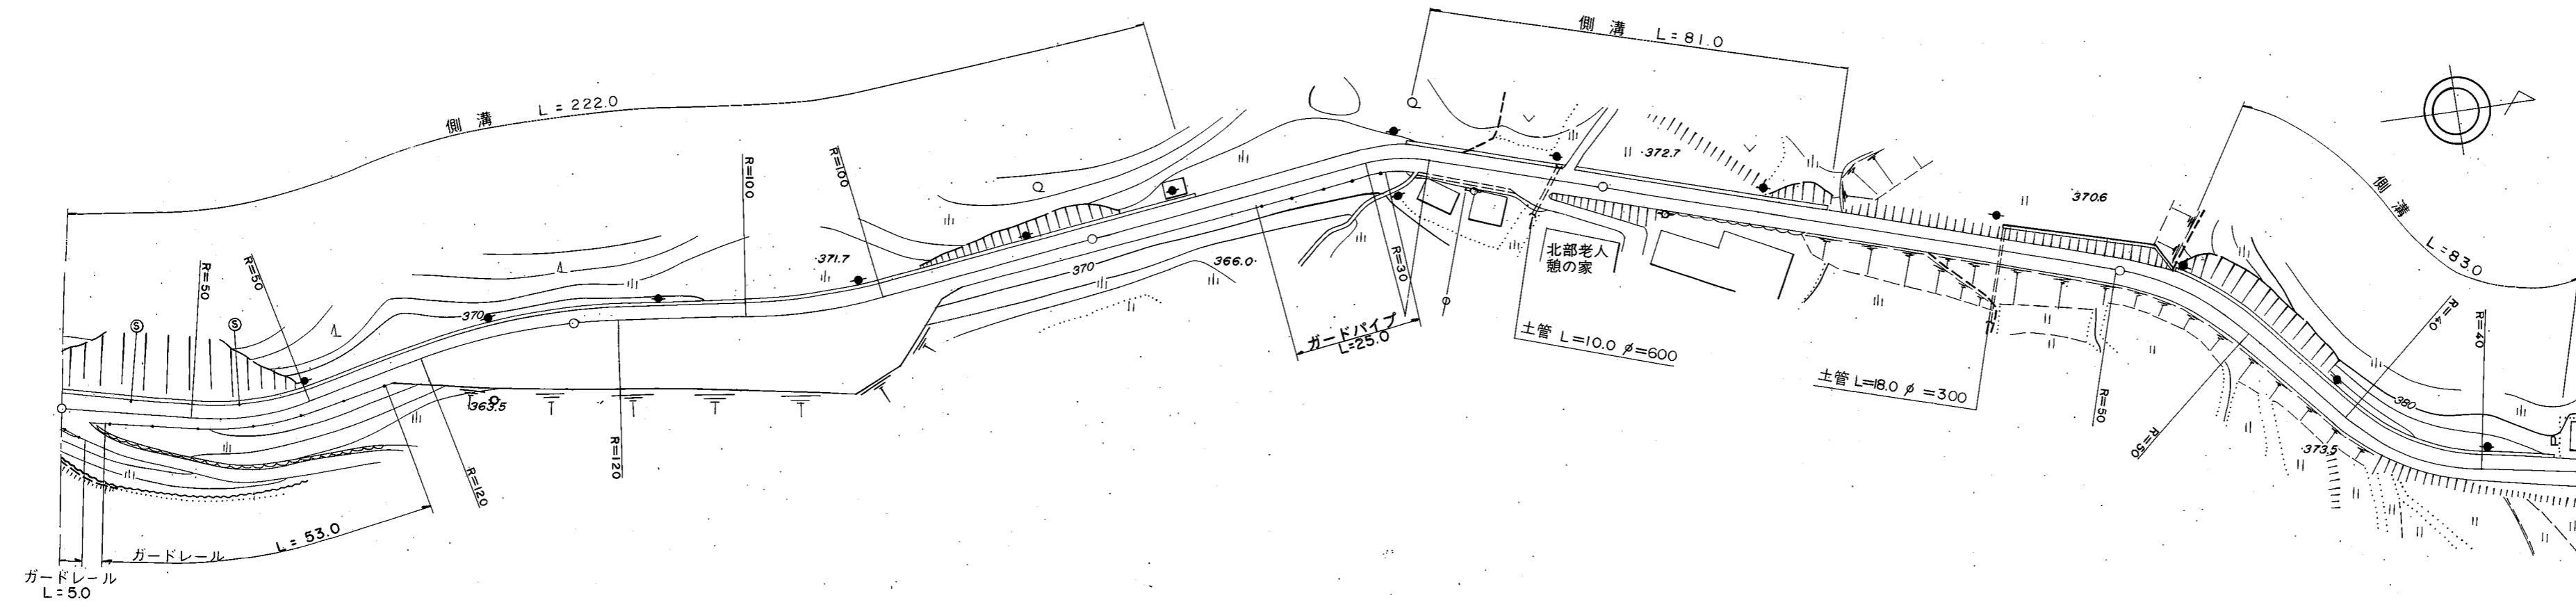 側溝 L=222.0
側溝 L=81.0
側溝 L=83.0
R=50
R=50
R=100
R=100
R=120
R=120
R=30
R=50
R=50
R=40
R=40
S
S
370
363.5
371.7
370
366.0
372.7
370.6
380
373.5
北部老人
憩の家
ガードパイプ
L=25.0
土管 L=10.0 φ=600
土管 L=18.0 φ=300
L=53.0
ガードレール
ガードレール
L=5.0